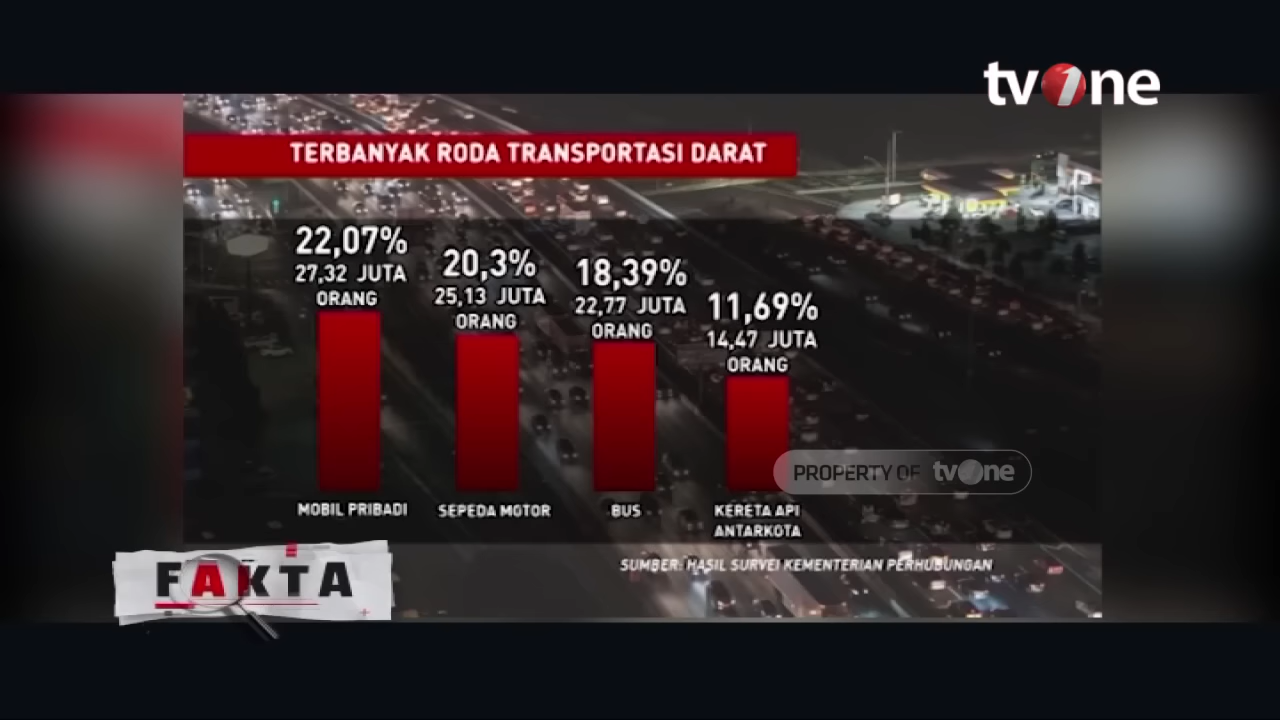 tvOne
TERBANYAK RODA TRANSPORTASI DARAT
22,07%
27,32 JUTA
ORANG
20,3%
25,13 JUTA
ORANG
18,39%
22,77 JUTA
ORANG
11,69%
14,47 JUTA
ORANG
MOBIL PRIBADI
SEPEDA MOTOR
BUS
KERETA API
ANTARKOTA
PROPERTY OF tvOne
SUMBER: HASIL SURVEI KEMENTERIAN PERHUBUNGAN
FAKTA